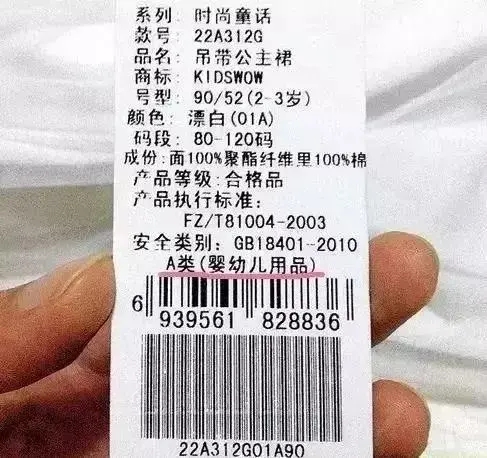 系列: 时尚童话
款号: 22A312G
品名: 吊带公主裙
商标: KIDSWOW
号型: 90/52(2-3岁)
颜色: 漂白(01A)
码段: 80-120码
成份: 面100%聚酯纤维里100%棉
产品等级: 合格品
产品执行标准:
FZ/T81004-2003
安全类别: GB18401-2010
A类(婴幼儿用品)
6 939561 828836
22A312G01A90